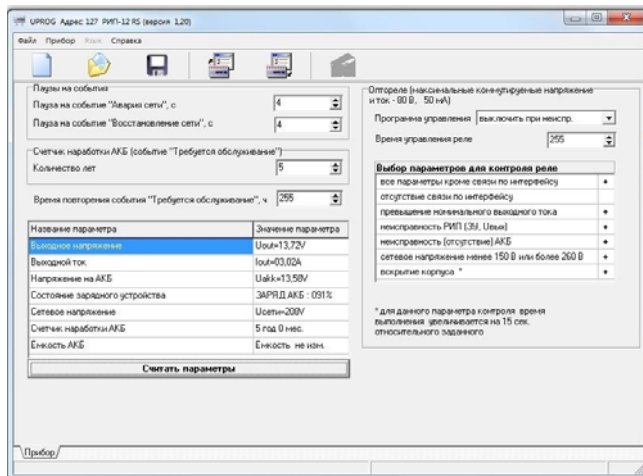 UPROG Адрес 127 РИП-12 RS (версия 1,20)
Файл Прибор Язык Справка
Паузы на события
Пауза на событие "Авария сети", с 4
Пауза на событие "Восстановление сети", с 4
Счетчик наработки АКБ (событие "Требуется обслуживание")
Количество лет 5
Время повторения события "Требуется обслуживание", ч 255
Название параметра Значение параметра
Выходное напряжение Uout=13,72V
Выходной ток Iout=03,02A
Напряжение на АКБ Uakk=13,58V
Состояние зарядного устройства ЗАРЯД АКБ : 091%
Сетевое напряжение Uсети=208V
Счетчик наработки АКБ 5 год 0 мес.
Емкость АКБ Емкость не изм.
Считать параметры
Оптореле (максимальные коммутируемые напряжение
и ток - 80 В, 50 мА)
Программа управления выключить при неиспр.
Время управления реле 255
Выбор параметров для контроля реле
все параметры кроме связи по интерфейсу +
отсутствие связи по интерфейсу +
превышение номинального выходного тока +
неисправность РИП (ЗУ, Uвых) +
неисправность (отсутствие) АКБ +
сетевое напряжение менее 150 В или более 260 В +
вскрытие корпуса * +
* для данного параметра контроля время
выполнения увеличивается на 15 сек.
относительного заданного
Прибор